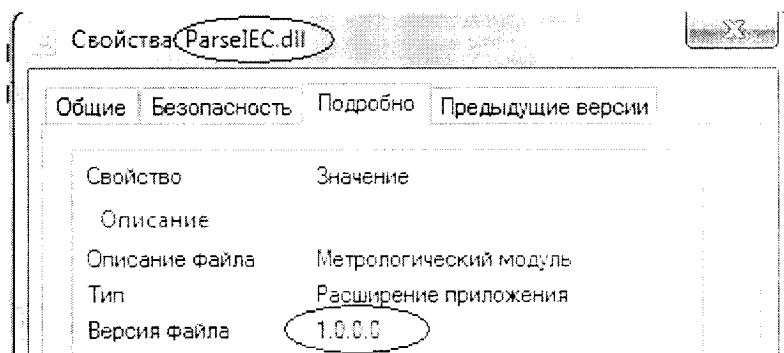 Свойства: ParseIEC.dll
Общие Безопасность Подробно Предыдущие версии
Свойство Значение
Описание
Описание файла Метрологический модуль
Тип Расширение приложения
Версия файла 1.0.0.0